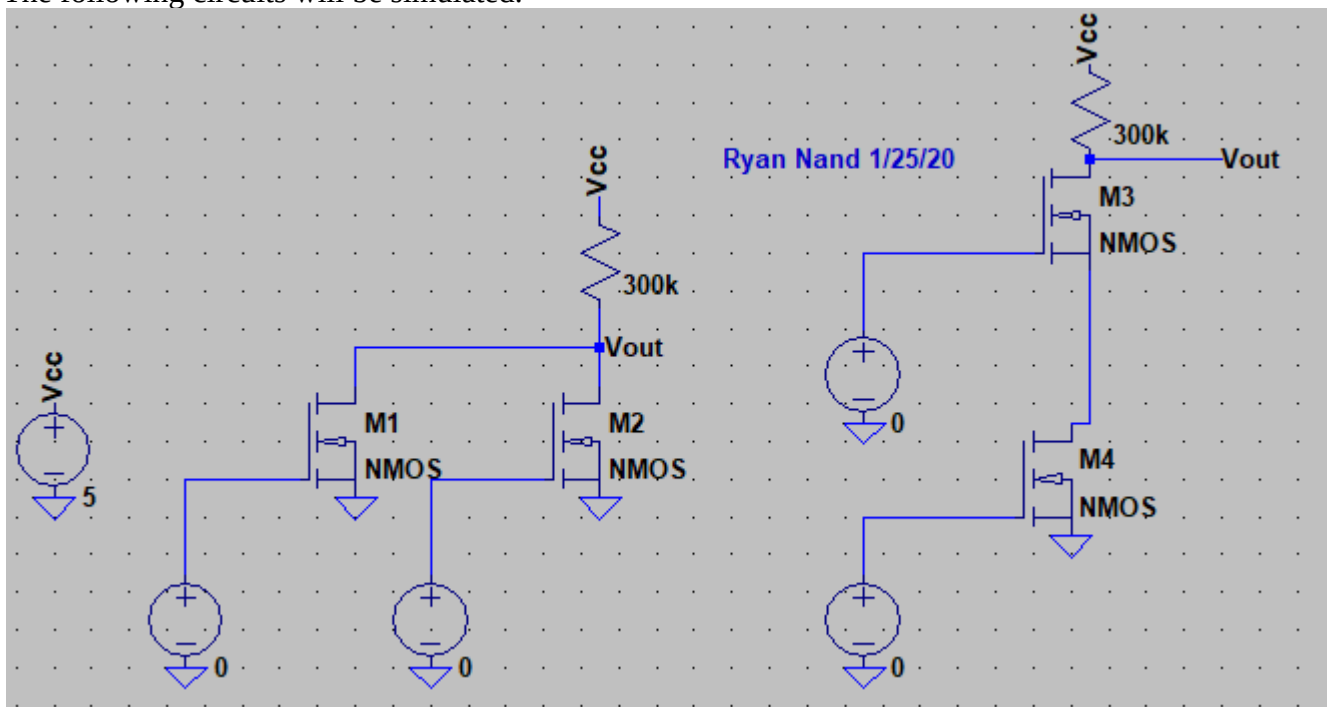 The following circuits will be simulated.
Vcc
300k
Ryan Nand 1/25/20
Vout
M3
NMOS
Vcc
300k
Vout
Vcc
5
M1
NMOS
M2
NMOS
0
M4
NMOS
0
0
0